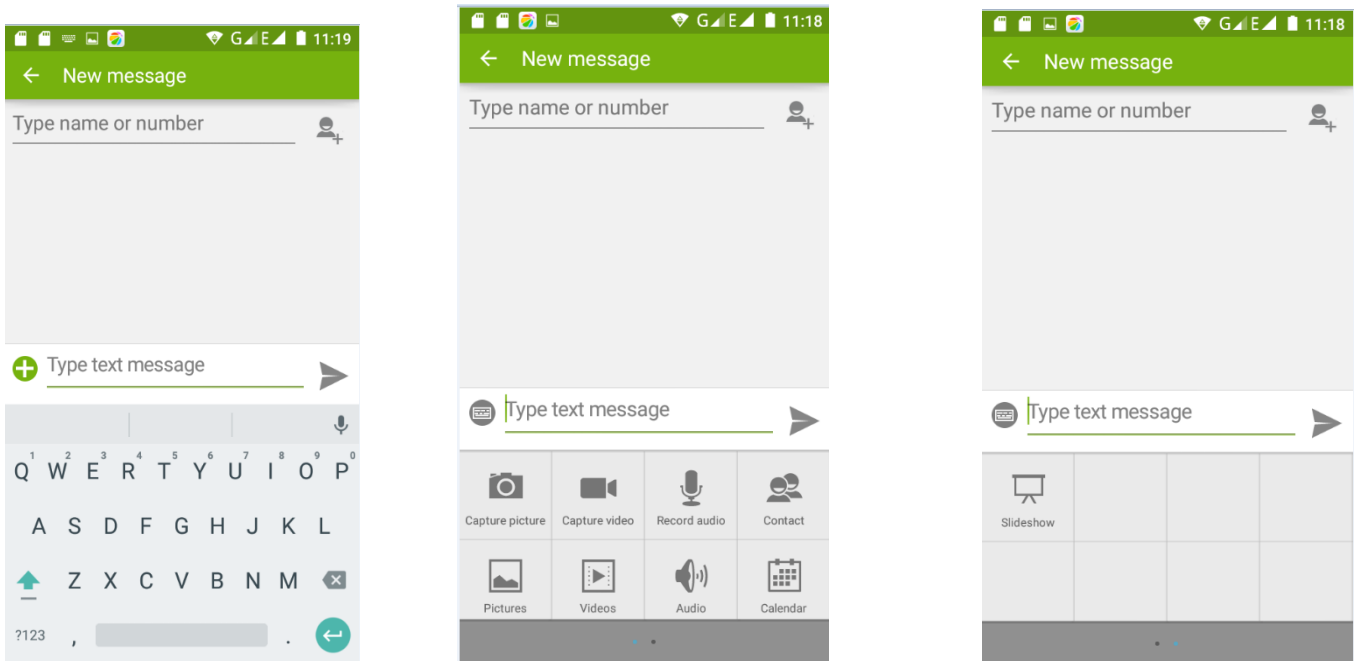 G E 11:19
New message
Type name or number
Type text message
1 2 3 4 5 6 7 8 9 0
Q W E R T Y U I O P
A S D F G H J K L
Z X C V B N M
?123 , .
G E 11:18
New message
Type name or number
Type text message
Capture picture Capture video Record audio Contact
Pictures Videos Audio Calendar
G E 11:18
New message
Type name or number
Type text message
Slideshow